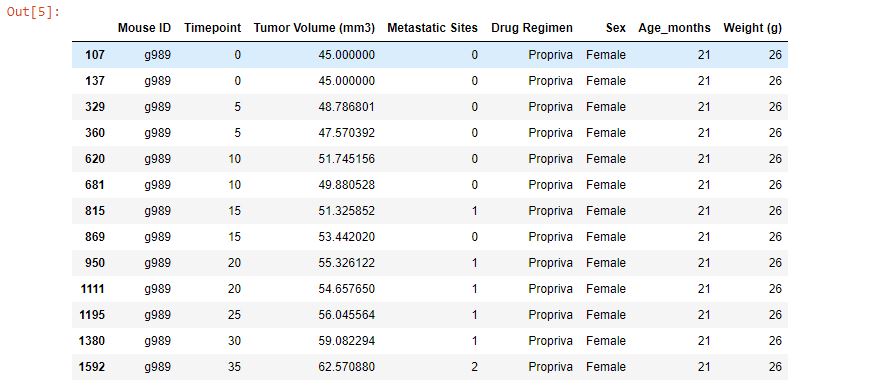 Out[5]:
Mouse ID Timepoint Tumor Volume (mm3) Metastatic Sites Drug Regimen Sex Age_months Weight (g)
107 g989 0 45.000000 0 Propriva Female 21 26
137 g989 0 45.000000 0 Propriva Female 21 26
329 g989 5 48.786801 0 Propriva Female 21 26
360 g989 5 47.570392 0 Propriva Female 21 26
620 g989 10 51.745156 0 Propriva Female 21 26
681 g989 10 49.880528 0 Propriva Female 21 26
815 g989 15 51.325852 1 Propriva Female 21 26
869 g989 15 53.442020 0 Propriva Female 21 26
950 g989 20 55.326122 1 Propriva Female 21 26
1111 g989 20 54.657650 1 Propriva Female 21 26
1195 g989 25 56.045564 1 Propriva Female 21 26
1380 g989 30 59.082294 1 Propriva Female 21 26
1592 g989 35 62.570880 2 Propriva Female 21 26